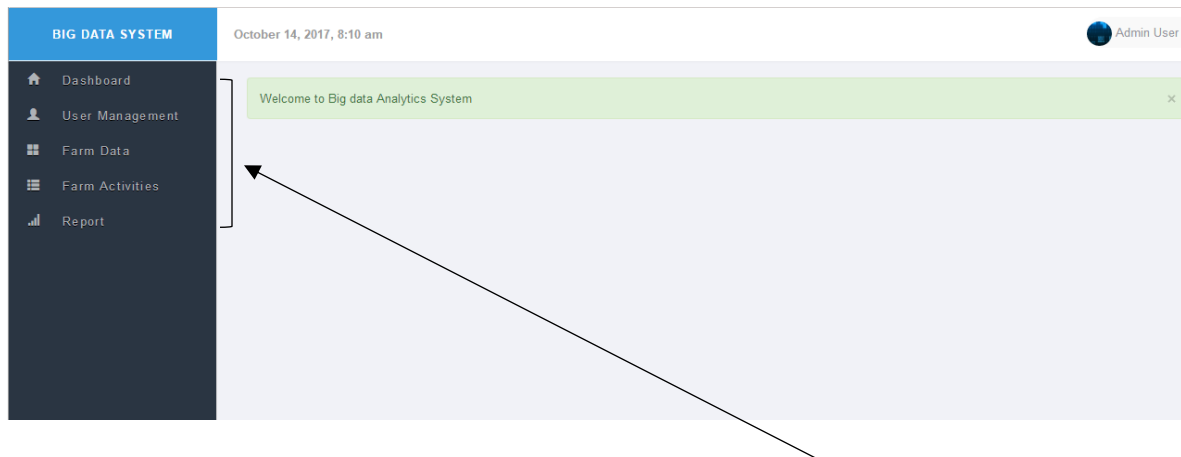 BIG DATA SYSTEM
October 14, 2017, 8:10 am
Admin User
Dashboard
User Management
Farm Data
Farm Activities
Report
Welcome to Big data Analytics System
×